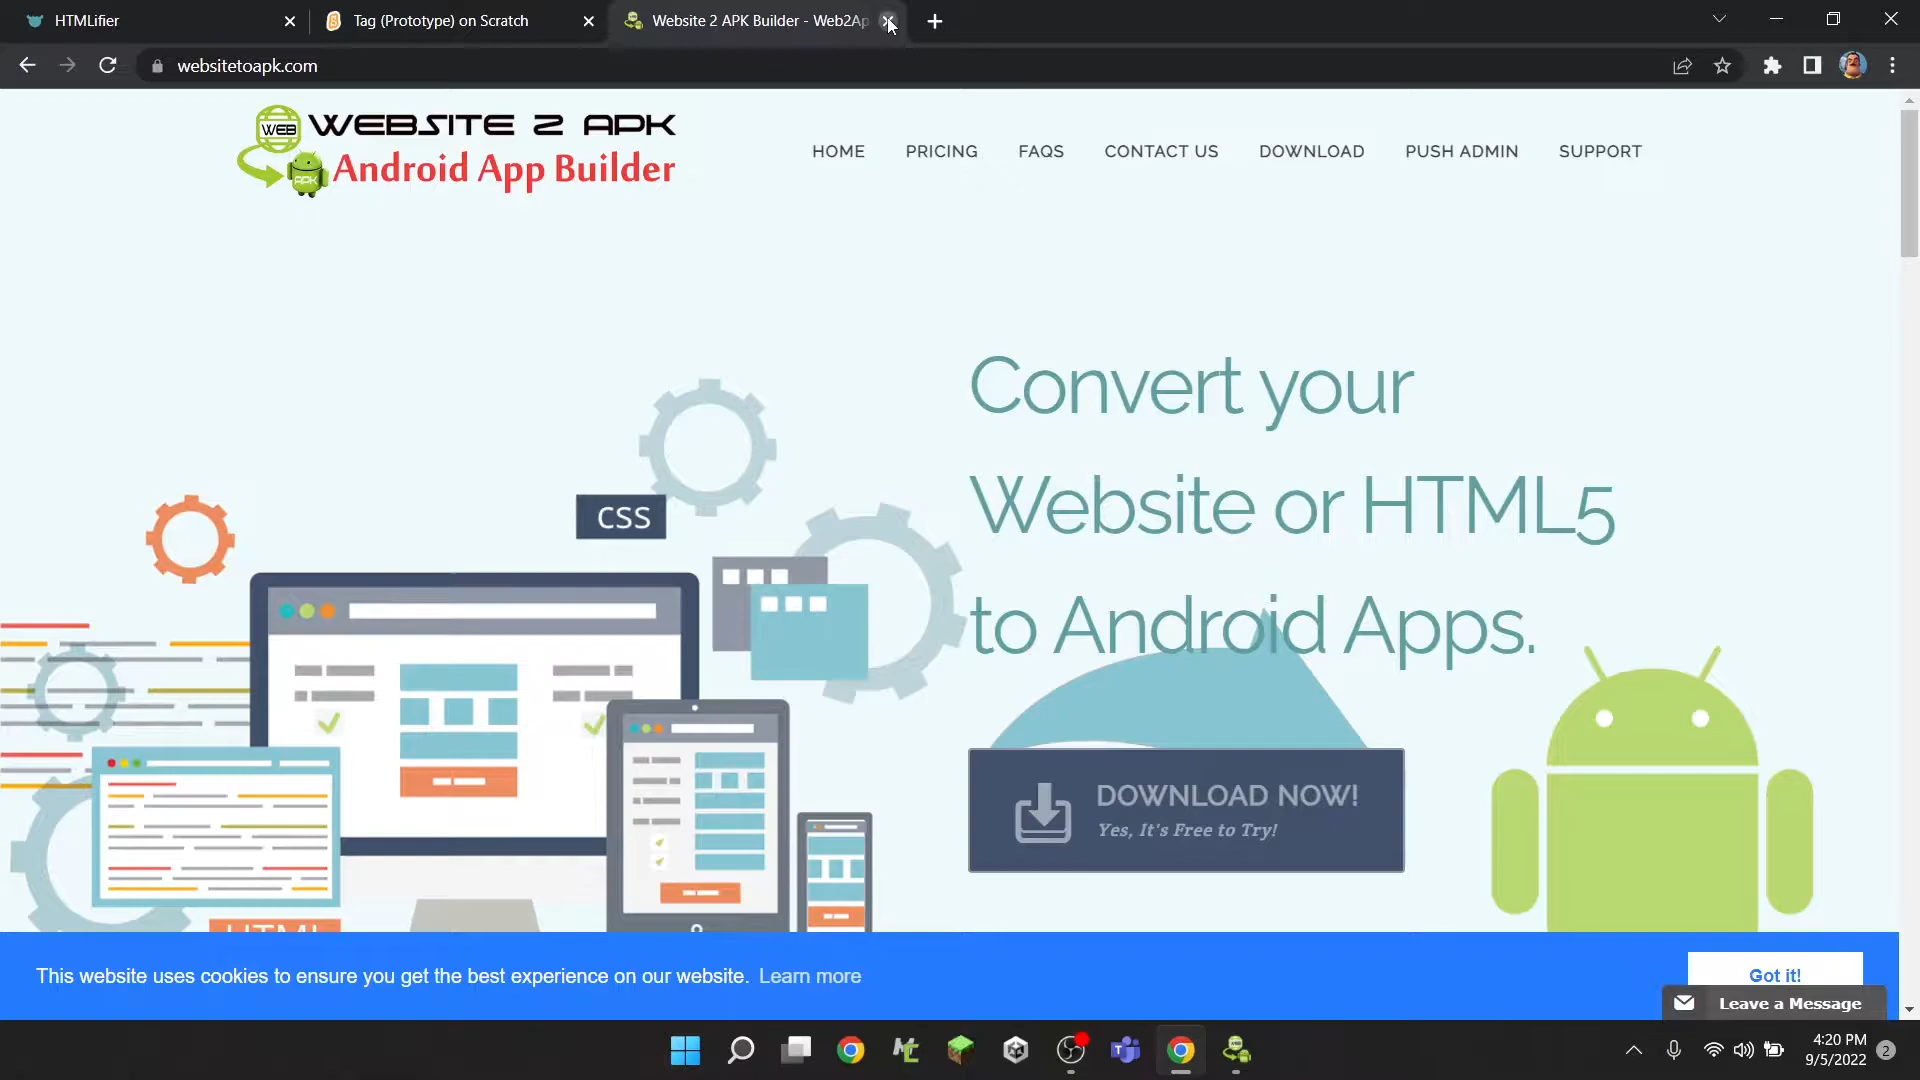 HTMLifier
Tag (Prototype) on Scratch
Website 2 APK Builder - Web2Ap
websitetoapk.com
WEB
WEBSITE 2 APK
APK
Android App Builder
HOME
PRICING
FAQS
CONTACT US
DOWNLOAD
PUSH ADMIN
SUPPORT
Convert your
Website or HTML5
to Android Apps.
CSS
DOWNLOAD NOW!
Yes, It's Free to Try!
HTML
This website uses cookies to ensure you get the best experience on our website. Learn more
Got it!
Leave a Message
4:20 PM
9/5/2022
2